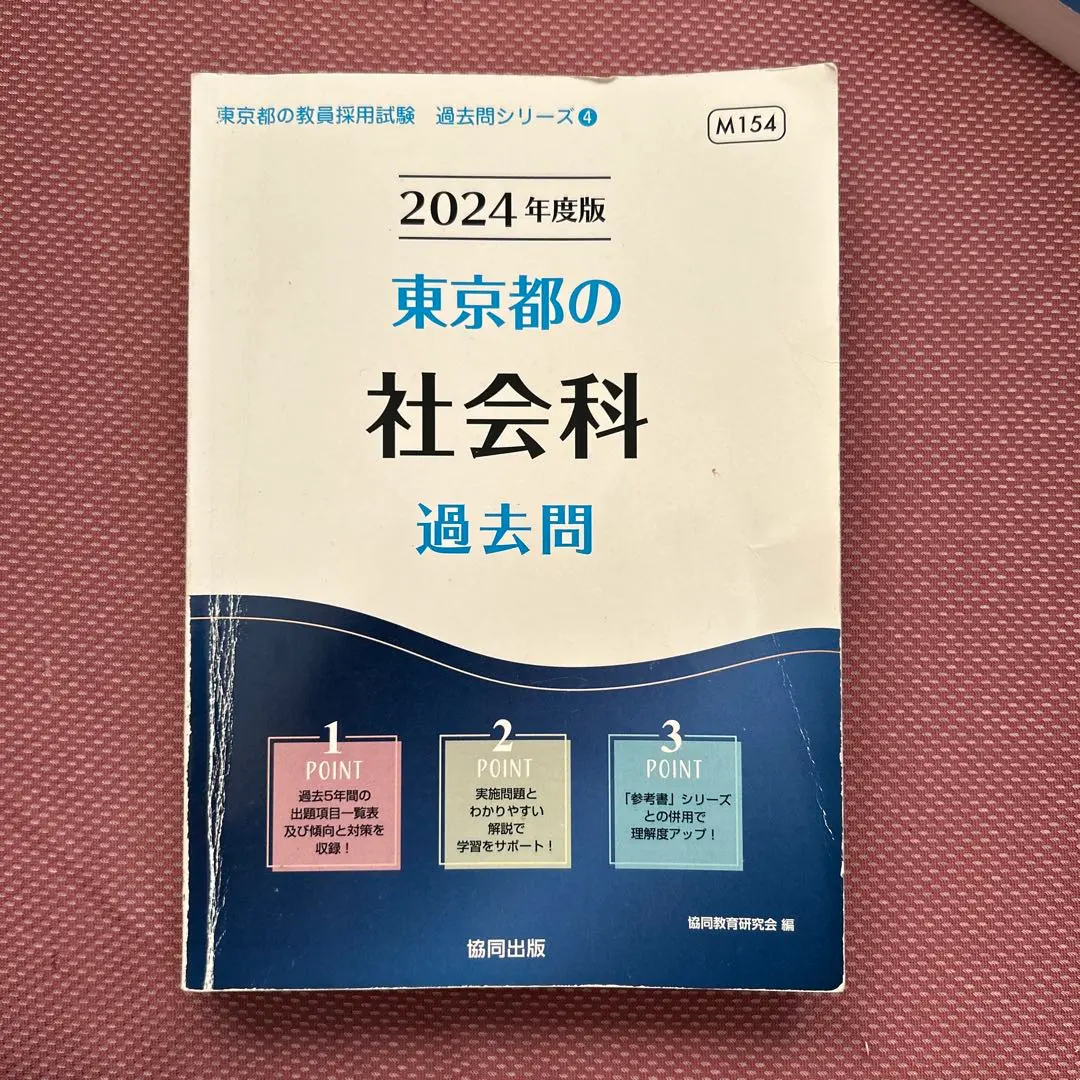 東京都の教員採用試験　過去問シリーズ❹
M154
2024年度版
東京都の
社会科
過去問
1
POINT
過去5年間の
出題項目一覧表
及び傾向と対策を
収録！
2
POINT
実施問題と
わかりやすい
解説で
学習をサポート！
3
POINT
「参考書」シリーズ
との併用で
理解度アップ！
協同教育研究会 編
協同出版